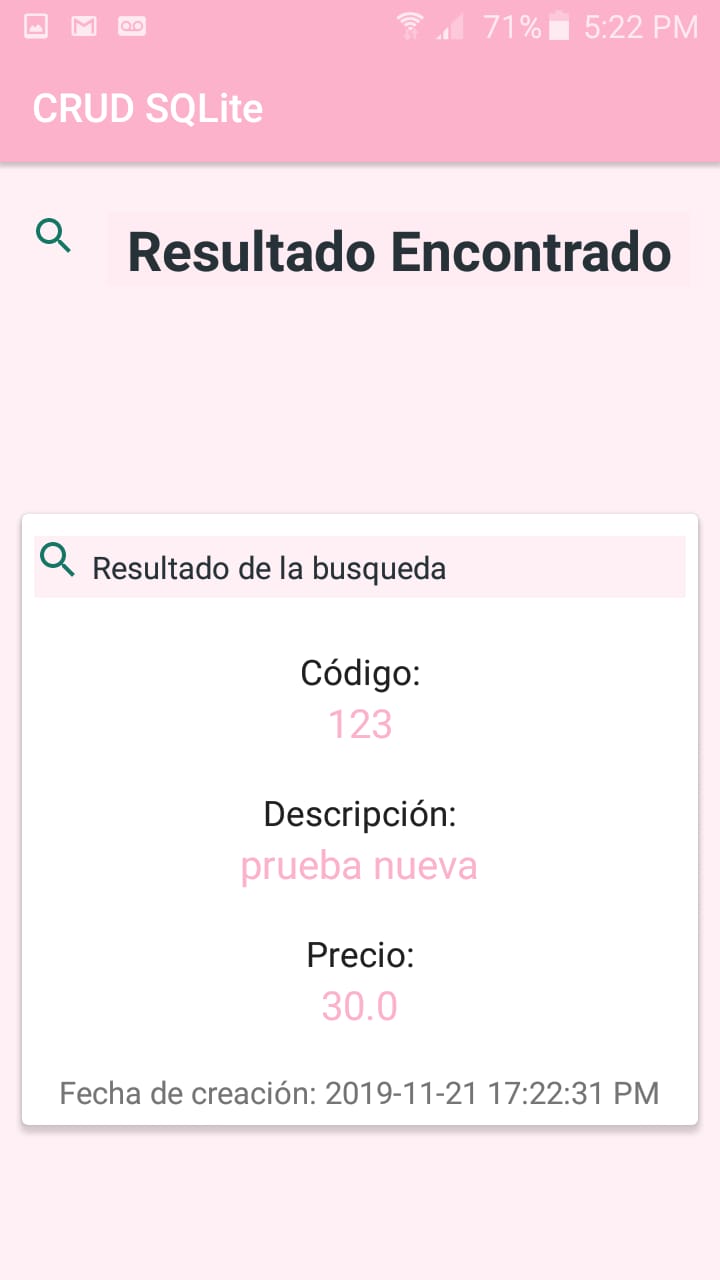 71% 5:22 PM
CRUD SQLite
Resultado Encontrado
Resultado de la busqueda
Código:
123
Descripción:
prueba nueva
Precio:
30.0
Fecha de creación: 2019-11-21 17:22:31 PM